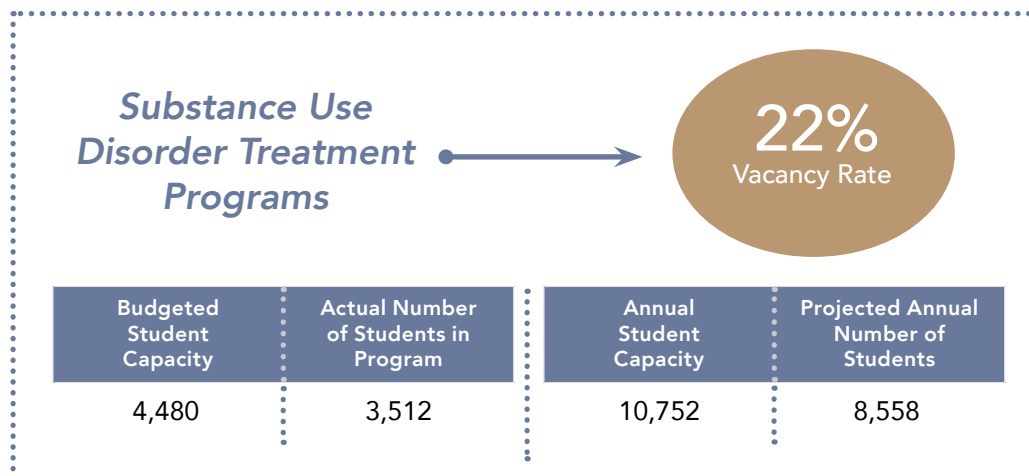 Substance Use
Disorder Treatment
Programs
22%
Vacancy Rate
Budgeted
Student
Capacity
Actual Number
of Students in
Program
Annual
Student
Capacity
Projected Annual
Number of
Students
4,480
3,512
10,752
8,558